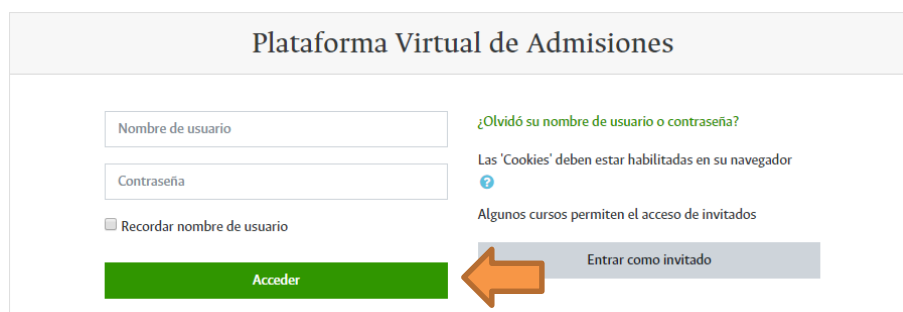 Plataforma Virtual de Admisiones
Nombre de usuario
Contraseña
Recordar nombre de usuario
Acceder
¿Olvidó su nombre de usuario o contraseña?
Las 'Cookies' deben estar habilitadas en su navegador
?
Algunos cursos permiten el acceso de invitados
Entrar como invitado